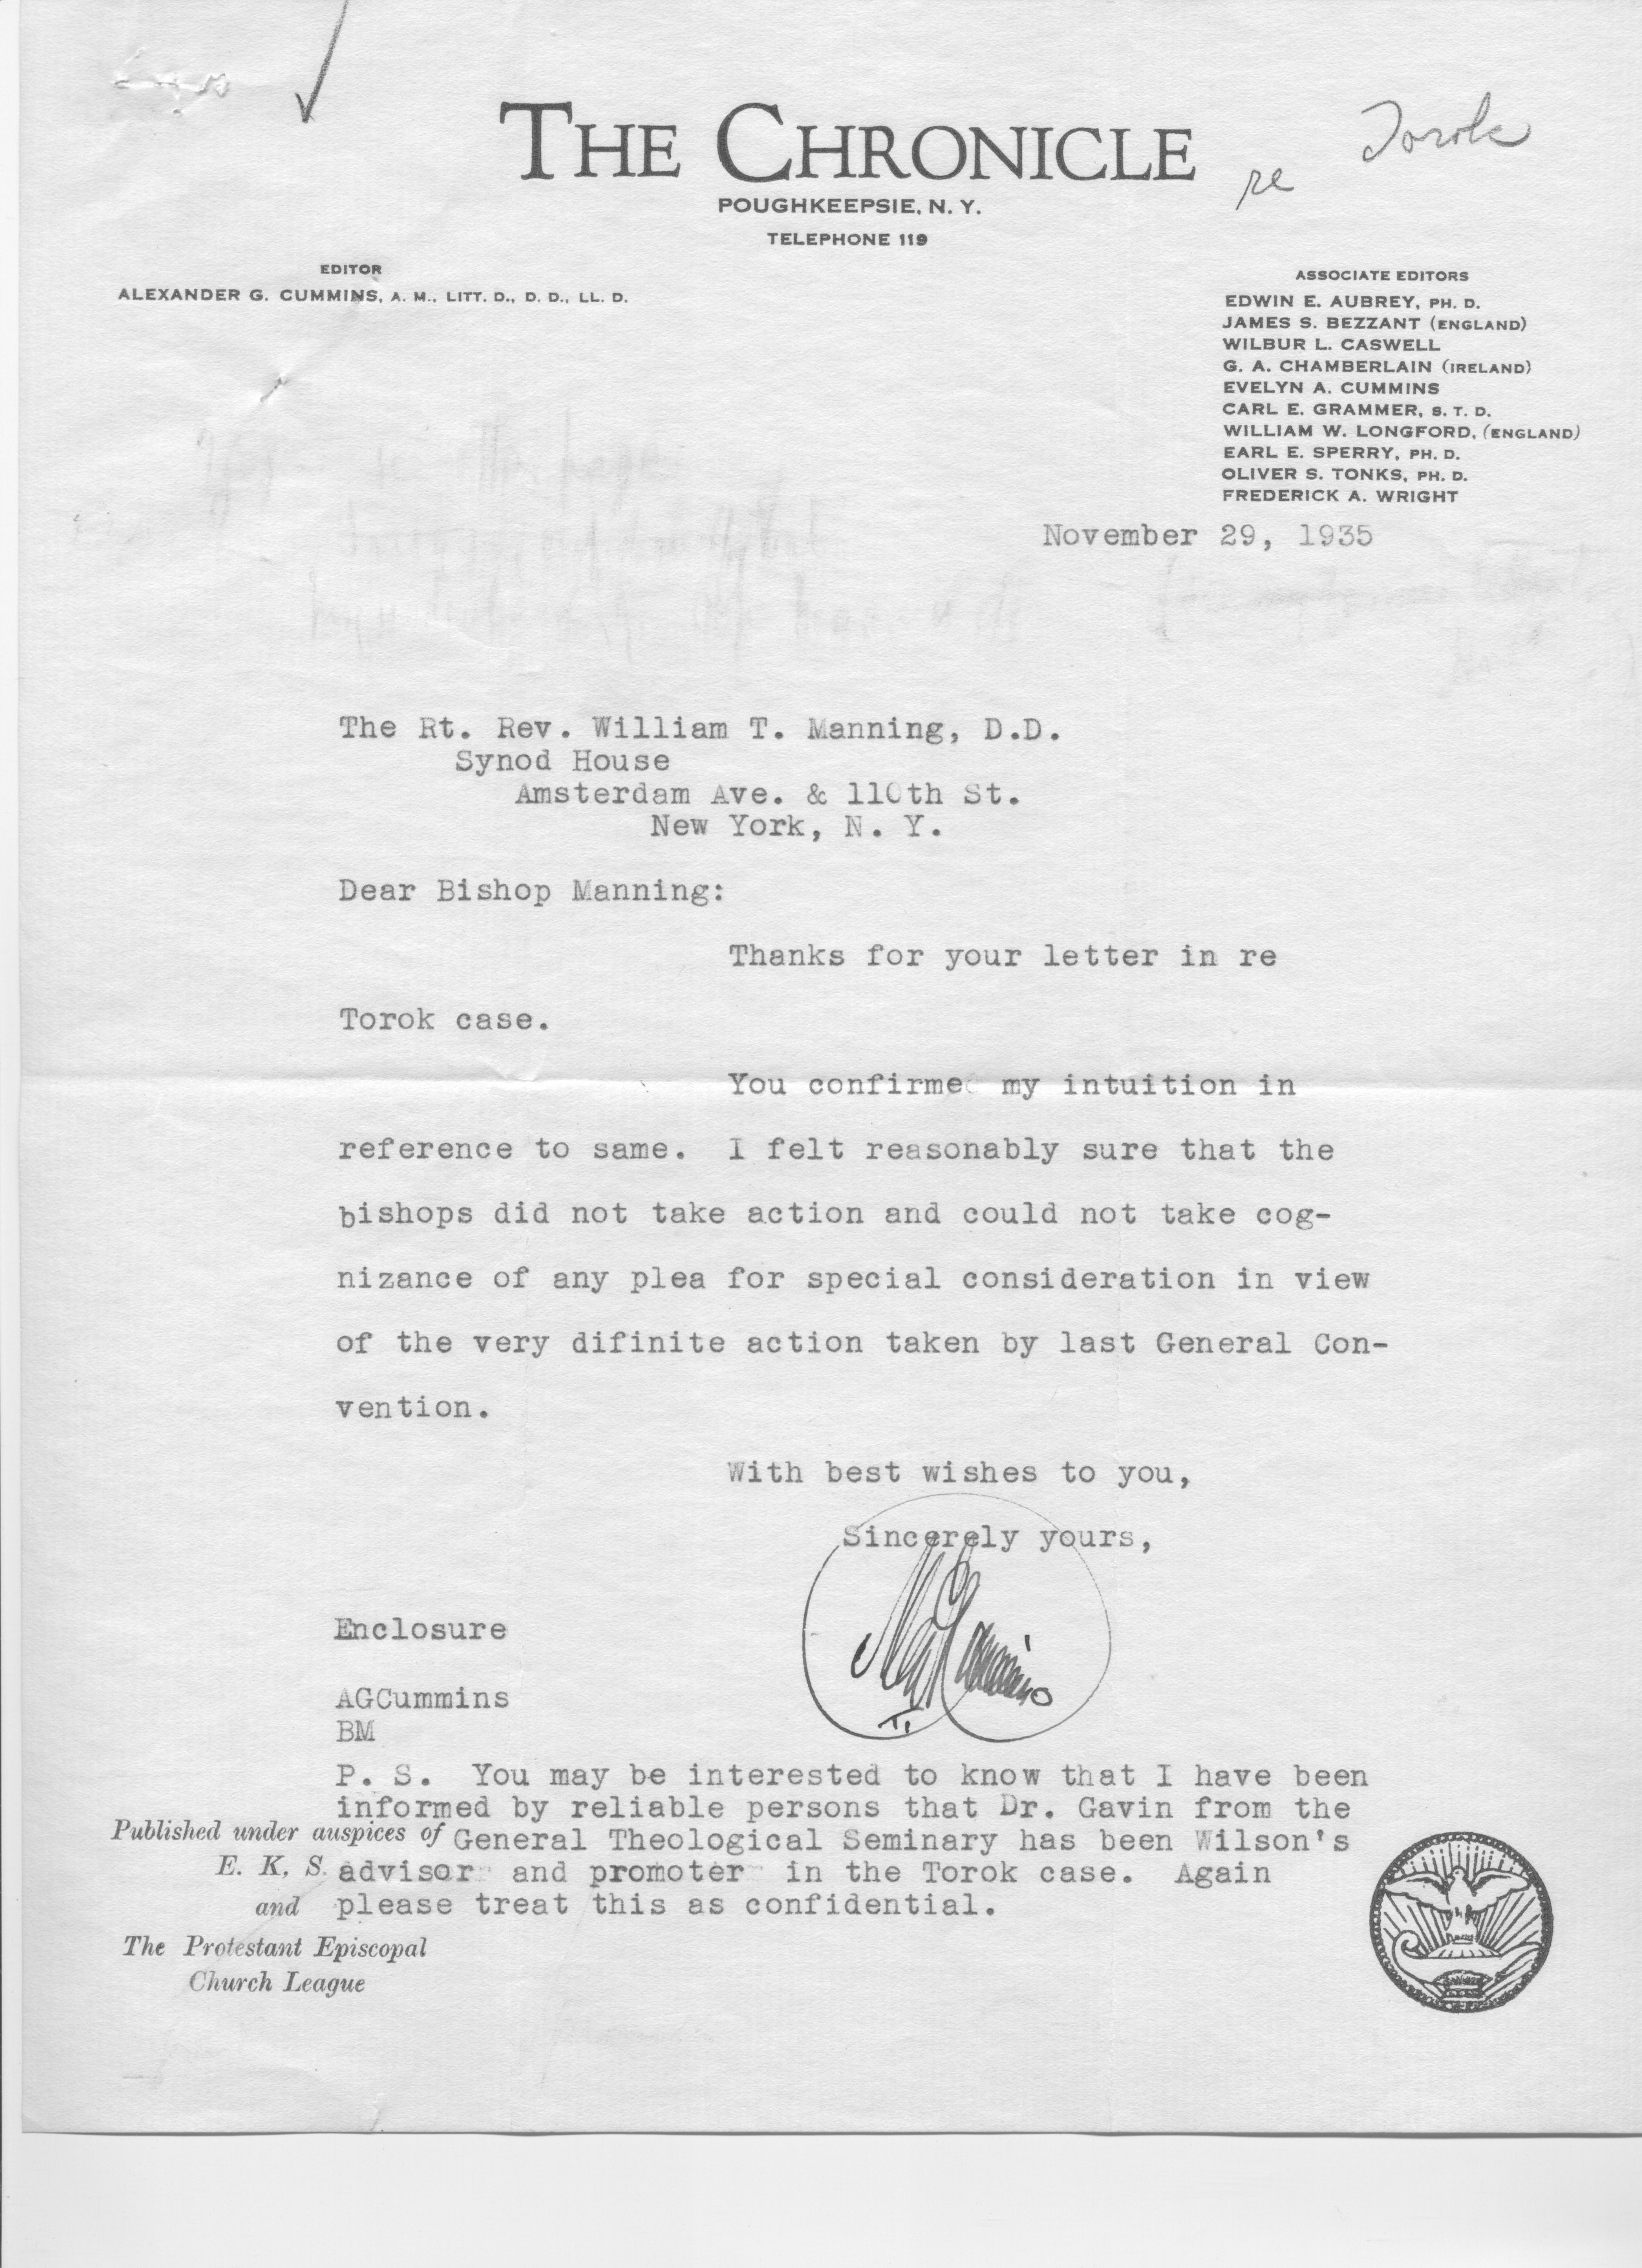 THE CHRONICLE
re Torok
POUGHKEEPSIE, N. Y.
TELEPHONE 119
EDITOR
ALEXANDER G. CUMMINS, A. M., LITT. D., D. D., LL. D.
ASSOCIATE EDITORS
EDWIN E. AUBREY, PH. D.
JAMES S. BEZZANT (ENGLAND)
WILBUR L. CASWELL
G. A. CHAMBERLAIN (IRELAND)
EVELYN A. CUMMINS
CARL E. GRAMMER, S. T. D.
WILLIAM W. LONGFORD, (ENGLAND)
EARL E. SPERRY, PH. D.
OLIVER S. TONKS, PH. D.
FREDERICK A. WRIGHT
November 29, 1935
The Rt. Rev. William T. Manning, D.D.
Synod House
Amsterdam Ave. & 110th St.
New York, N. Y.
Dear Bishop Manning:
Thanks for your letter in re
Torok case.
You confirmed my intuition in
reference to same. I felt reasonably sure that the
bishops did not take action and could not take cog-
nizance of any plea for special consideration in view
of the very difinite action taken by last General Con-
vention.
With best wishes to you,
Sincerely yours,
Enclosure
AGCummins
BM
P. S. You may be interested to know that I have been
informed by reliable persons that Dr. Gavin from the
General Theological Seminary has been Wilson's
advisor and promoter in the Torok case. Again
please treat this as confidential.
Published under auspices of
E. K. S.
and
The Protestant Episcopal
Church League